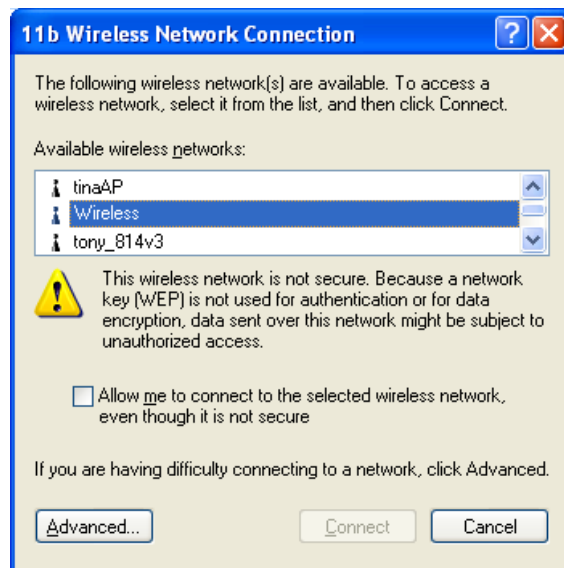 11b Wireless Network Connection
The following wireless network(s) are available. To access a
wireless network, select it from the list, and then click Connect.
Available wireless networks:
tinaAP
Wireless
tony_814v3
This wireless network is not secure. Because a network
key (WEP) is not used for authentication or for data
encryption, data sent over this network might be subject to
unauthorized access.
Allow me to connect to the selected wireless network,
even though it is not secure
If you are having difficulty connecting to a network, click Advanced.
Advanced... Connect Cancel